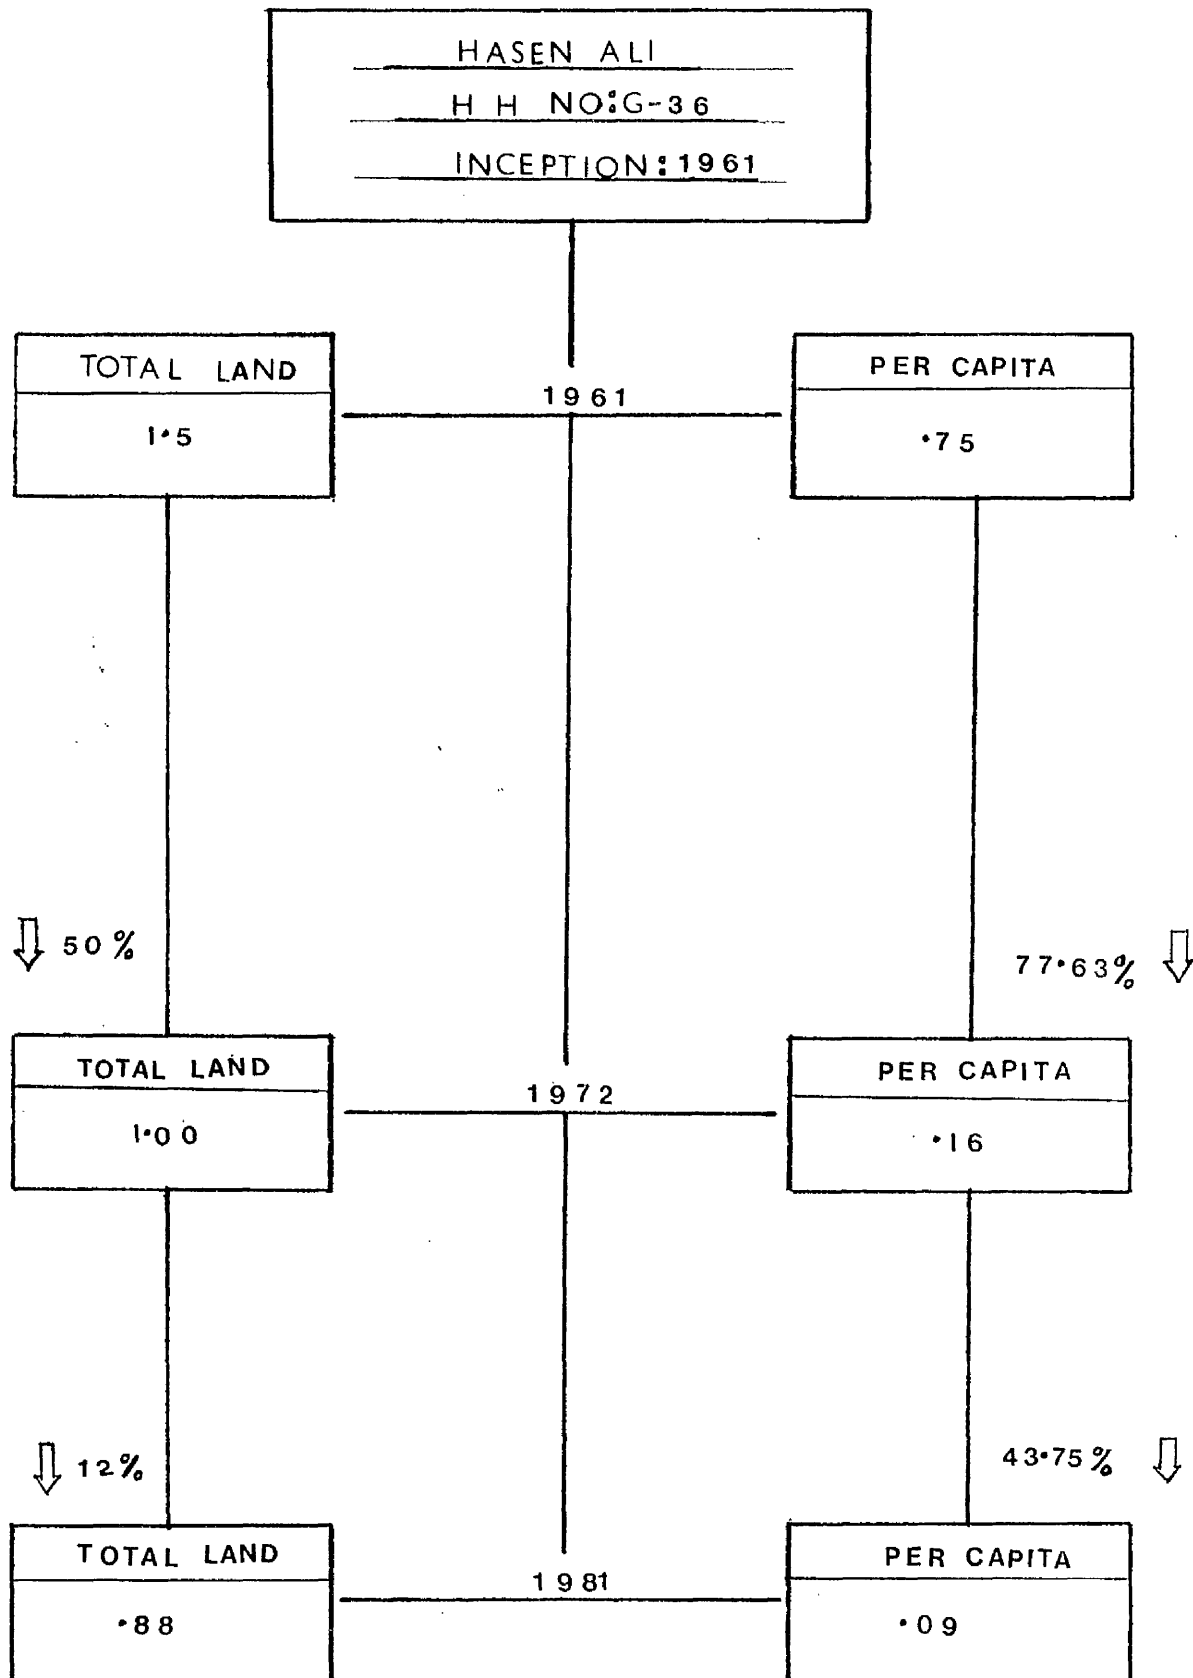 HASEN ALI
H H NO:G-36
INCEPTION:1961
TOTAL LAND
1961
PER CAPITA
1·5
·75
50%
77·63%
TOTAL LAND
1972
PER CAPITA
1·00
·16
12%
43·75%
TOTAL LAND
1981
PER CAPITA
·88
·09